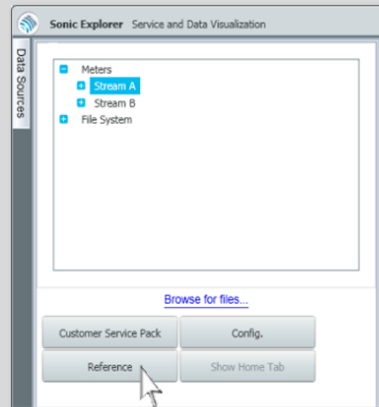 Sonic Explorer Service and Data Visualization
Data Sources
Meters
Stream A
Stream B
File System
Browse for files...
Customer Service Pack
Config.
Reference
Show Home Tab